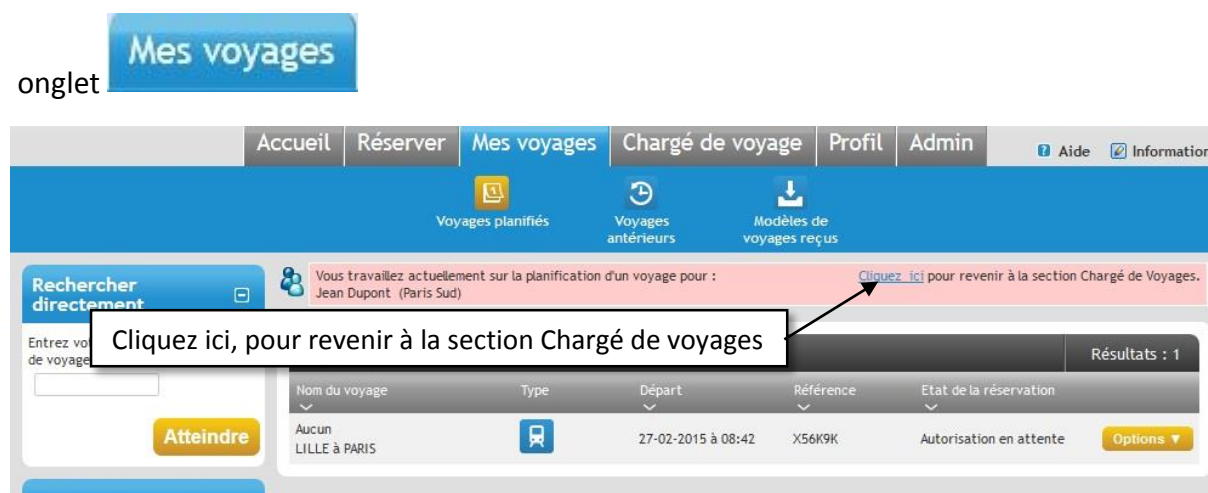 Mes voyages
onglet
Accueil Réserver Mes voyages Chargé de voyage Profil Admin Aide Information
Voyages planifiés Voyages antérieurs Modèles de voyages reçus
Rechercher directement
Vous travaillez actuellement sur la planification d'un voyage pour : Cliquez ici pour revenir à la section Chargé de Voyages.
Jean Dupont (Paris Sud)
Cliquez ici, pour revenir à la section Chargé de voyages
Entrez
de voyage
Résultats : 1
Nom du voyage Type Départ Référence Etat de la réservation
Atteindre
Aucun 27-02-2015 à 08:42 X56K9K Autorisation en attente Options
LILLE à PARIS